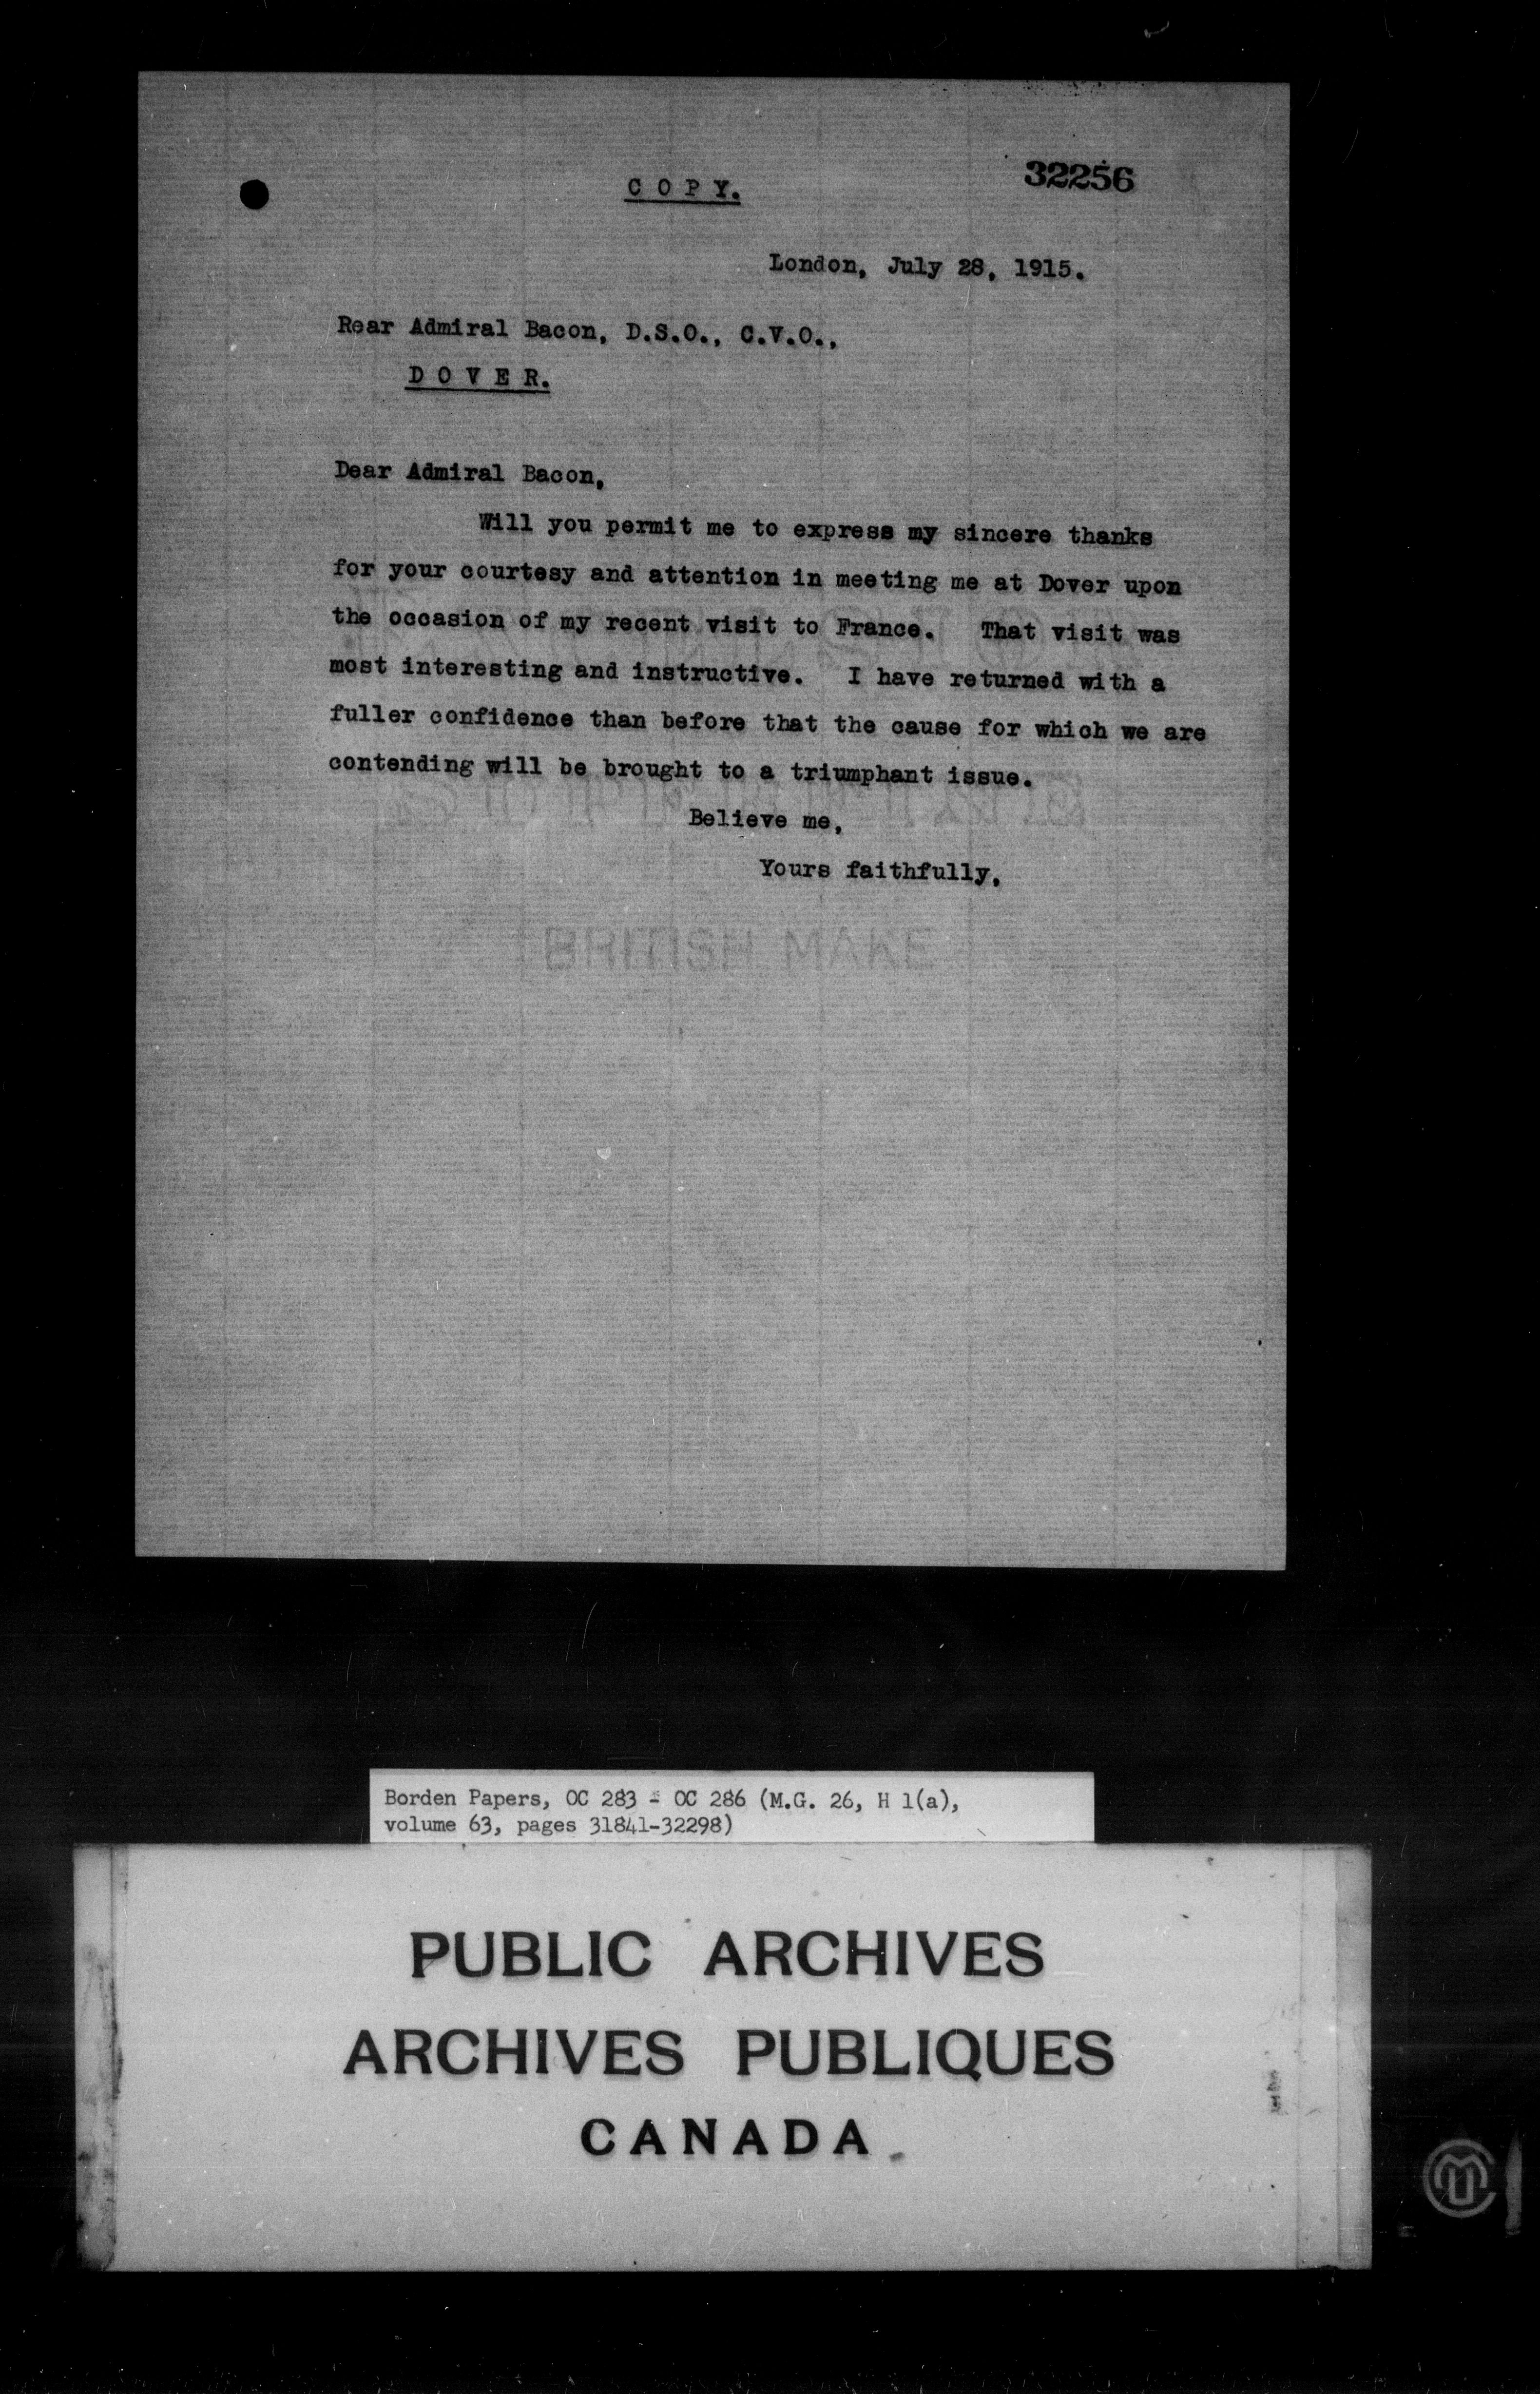 COPY.
32256
London, July 28, 1915.
Rear Admiral Bacon, D.S.O., C.V.O.,
DOVER.
Dear Admiral Bacon,
Will you permit me to express my sincere thanks
for your courtesy and attention in meeting me at Dover upon
the occasion of my recent visit to France. That visit was
most interesting and instructive. I have returned with a
fuller confidence than before that the cause for which we are
contending will be brought to a triumphant issue.
Believe me,
Yours faithfully,
BRITISH MAKE
Borden Papers, OC 283 - OC 286 (M.G. 26, H 1(a),
volume 63, pages 31841-32298)
PUBLIC ARCHIVES
ARCHIVES PUBLIQUES
CANADA